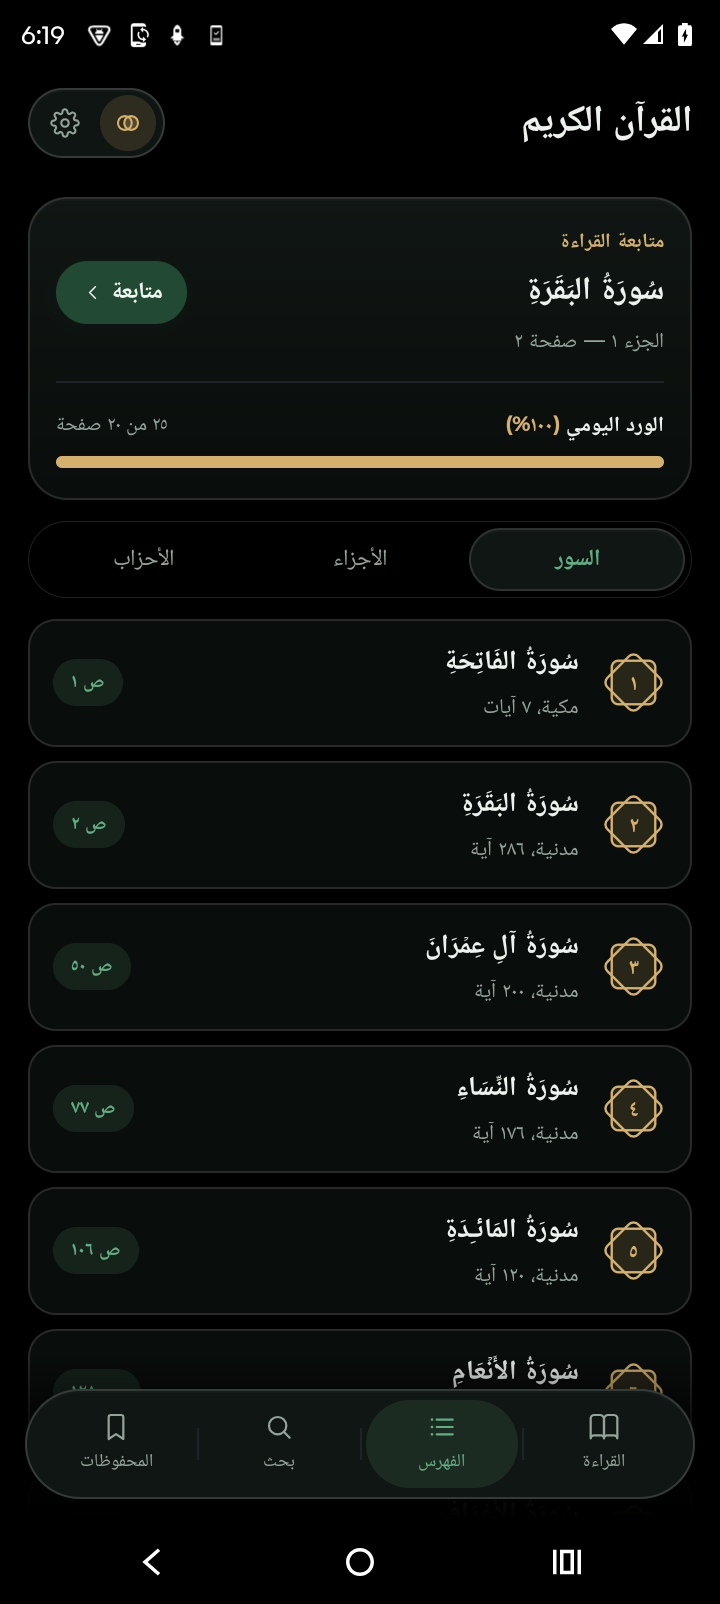 6:19
القرآن الكريم
متابعة القراءة
سُورَةُ البَقَرَةِ
الجزء ١ — صفحة ٢
متابعة
الورد اليومي (١٠٠%)
٢٥ من ٢٠ صفحة
السور
الأجزاء
الأحزاب
١
سُورَةُ الفَاتِحَةِ
مكية، ٧ آيات
ص ١
٢
سُورَةُ البَقَرَةِ
مدنية، ٢٨٦ آية
ص ٢
٣
سُورَةُ آلِ عِمۡرَانَ
مدنية، ٢٠٠ آية
ص ٥٠
٤
سُورَةُ النِّسَاءِ
مدنية، ١٧٦ آية
ص ٧٧
٥
سُورَةُ المَائـِدَةِ
مدنية، ١٢٠ آية
ص ١٠٦
سُورَةُ الأَنۡعَامِ
القراءة
الفهرس
بحث
المحفوظات